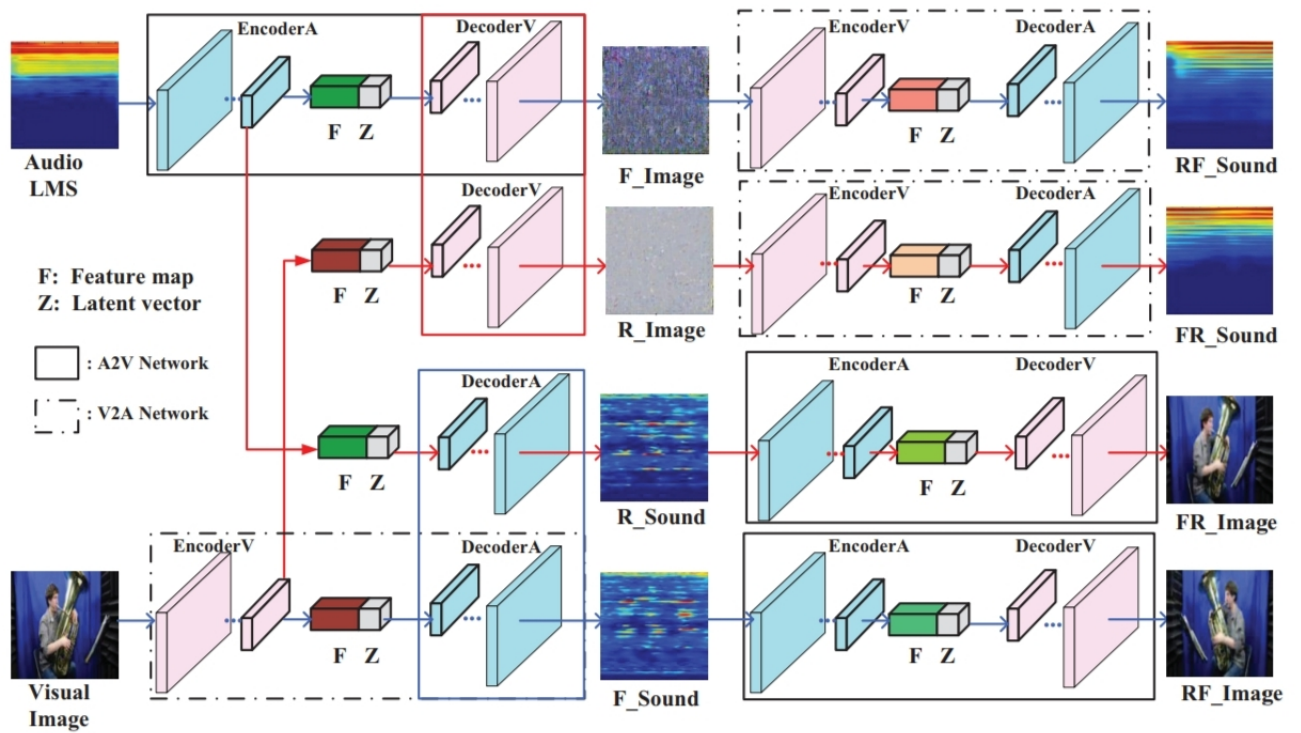 EncoderA
DecoderV
EncoderV
DecoderA
F Z
F Z
Audio
LMS
F_Image
RF_Sound
DecoderV
EncoderV
DecoderA
F Z
F Z
F: Feature map
Z: Latent vector
R_Image
FR_Sound
: A2V Network
: V2A Network
DecoderA
EncoderA
DecoderV
F Z
F Z
R_Sound
FR_Image
EncoderV
DecoderA
EncoderA
DecoderV
F Z
F Z
Visual
Image
F_Sound
RF_Image